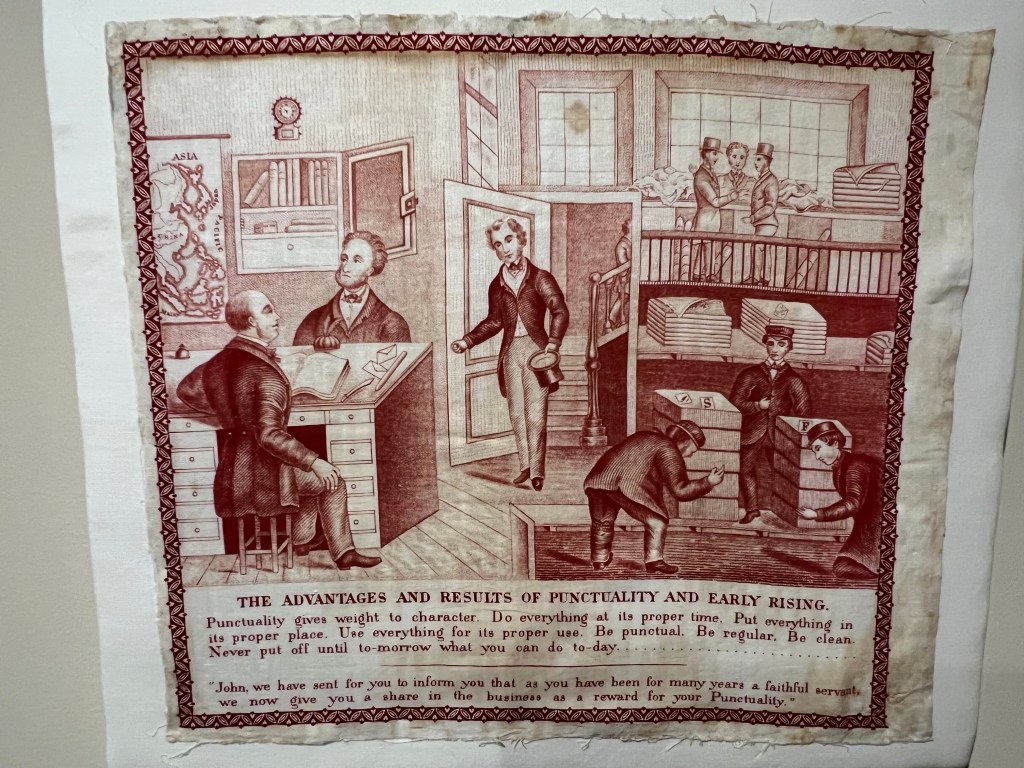 ASIA
CHINA
PACIFIC
S
F
THE ADVANTAGES AND RESULTS OF PUNCTUALITY AND EARLY RISING.
Punctuality gives weight to character. Do everything at its proper time. Put everything in
its proper place. Use everything for its proper use. Be punctual. Be regular. Be clean.
Never put off until to-morrow what you can do to-day. . . . . . . . . . . . . . . . . . . . . . . . . . .
"John, we have sent for you to inform you that as you have been for many years a faithful servant,
we now give you a share in the business as a reward for your Punctuality."